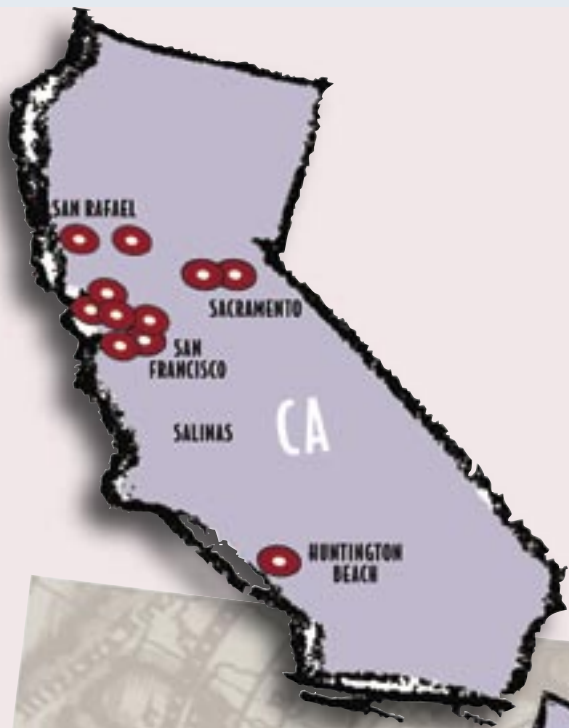 SAN RAFAEL
SACRAMENTO
SAN
FRANCISCO
SALINAS
CA
HUNTINGTON
BEACH